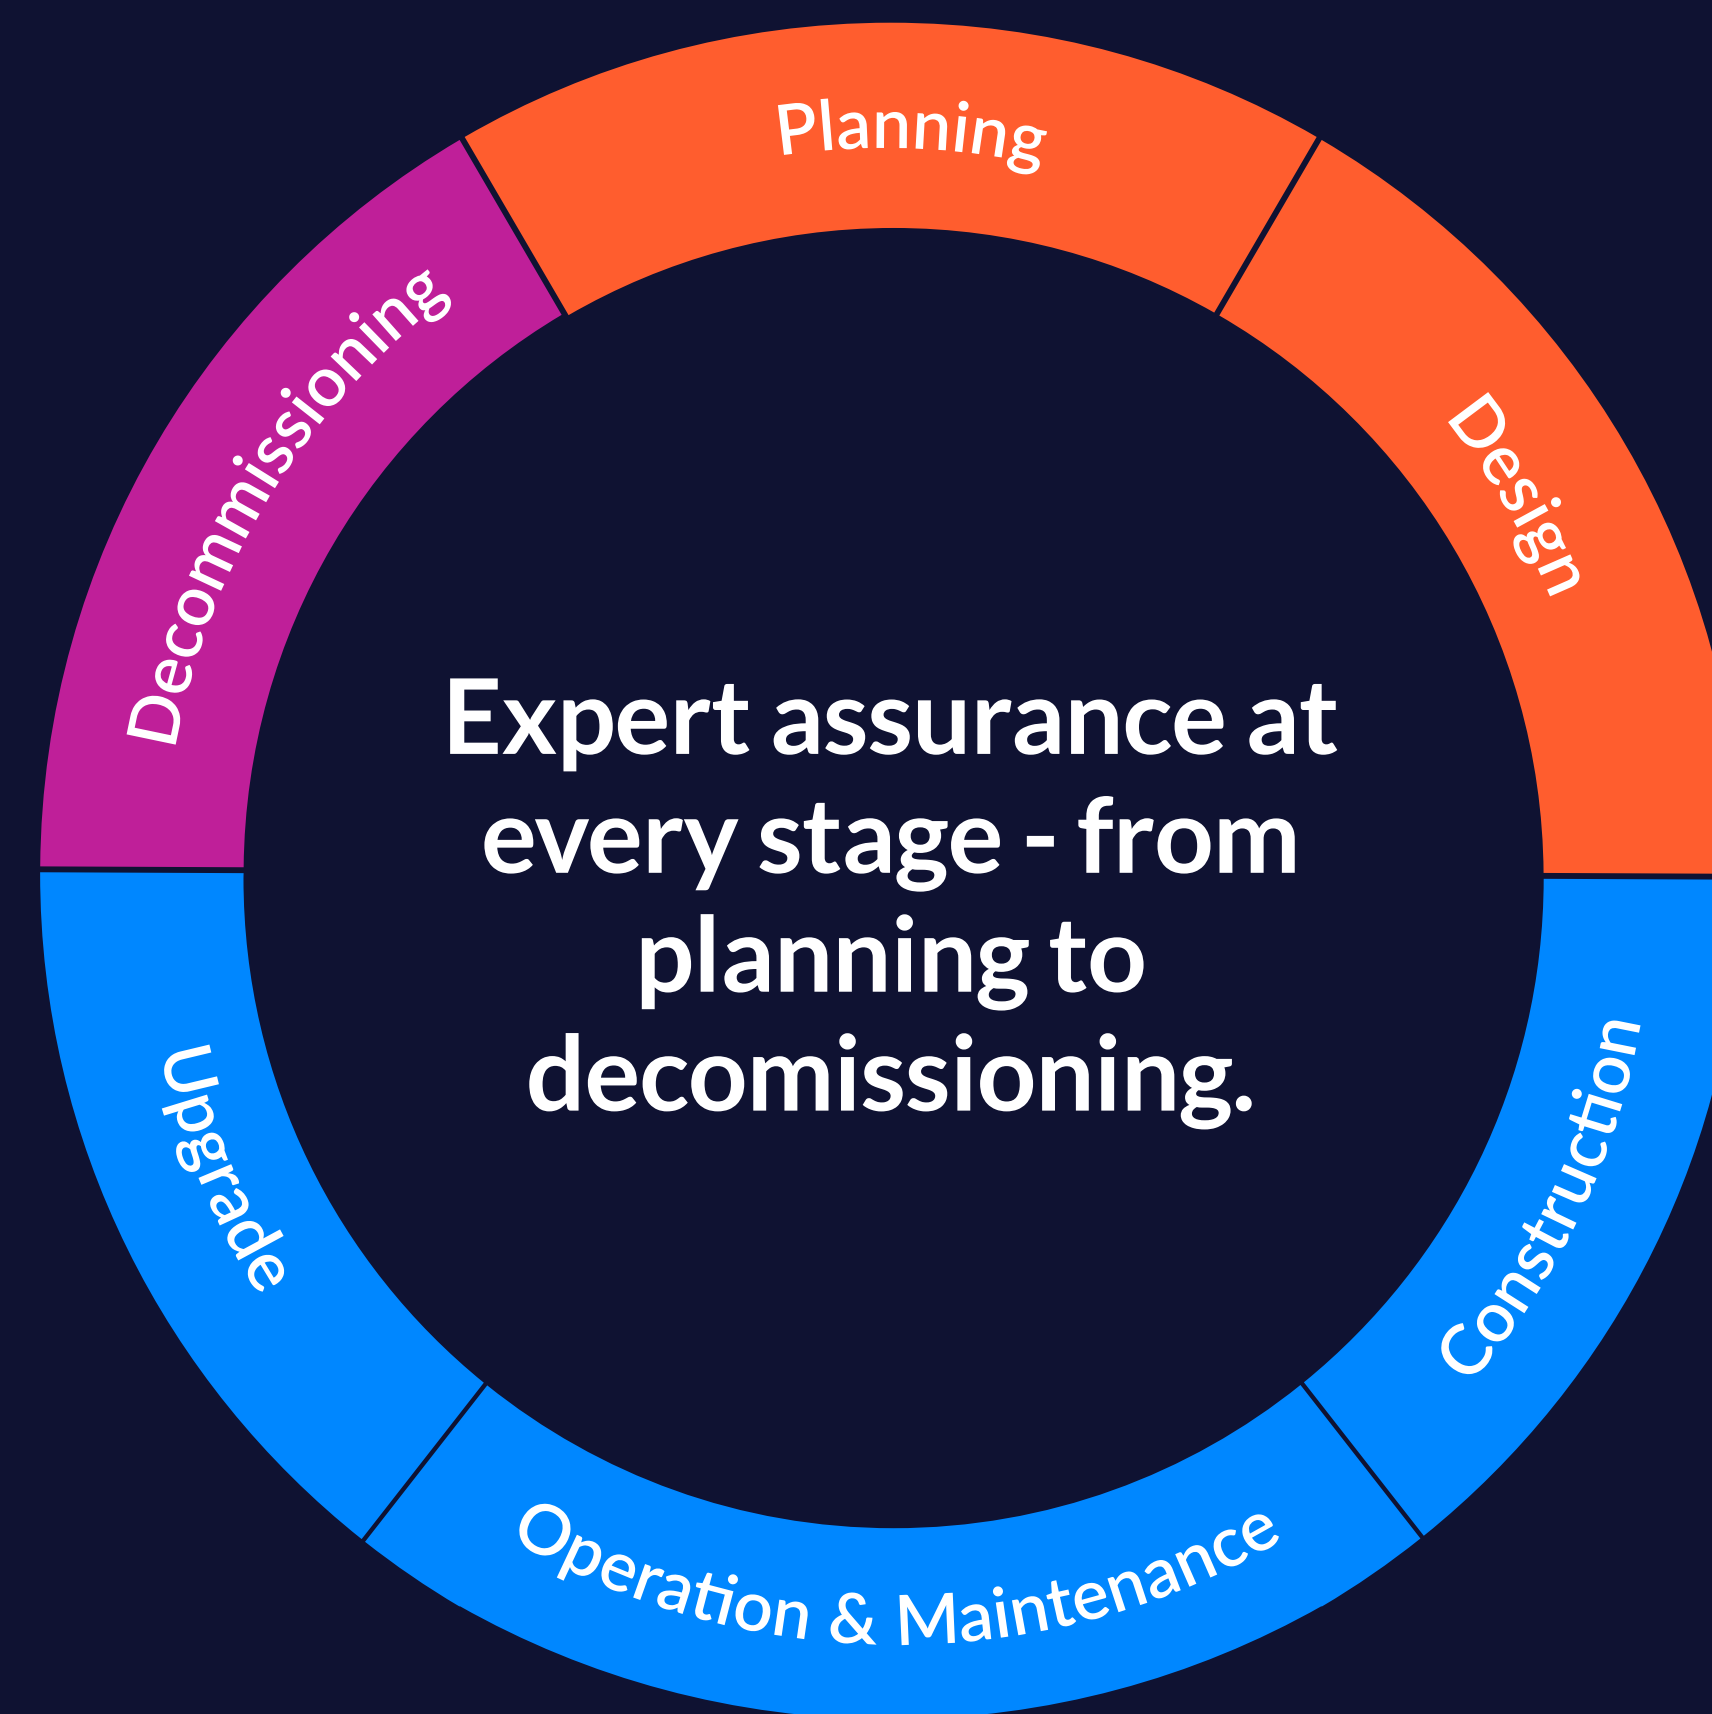 Planning
Design
Construction
Operation & Maintenance
Upgrade
Decommissioning
Expert assurance at
every stage - from
planning to
decomissioning.